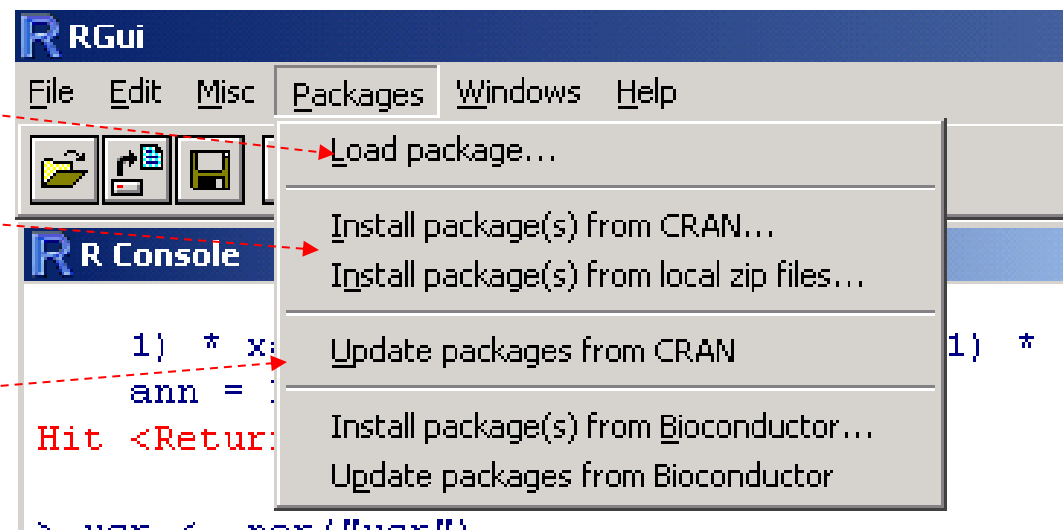 R RGui
File Edit Misc Packages Windows Help
Load package...
Install package(s) from CRAN...
R R Console
Install package(s) from local zip files...
1) * 1) *
Update packages from CRAN
ann =
Hit Install package(s) from Bioconductor...
Update packages from Bioconductor